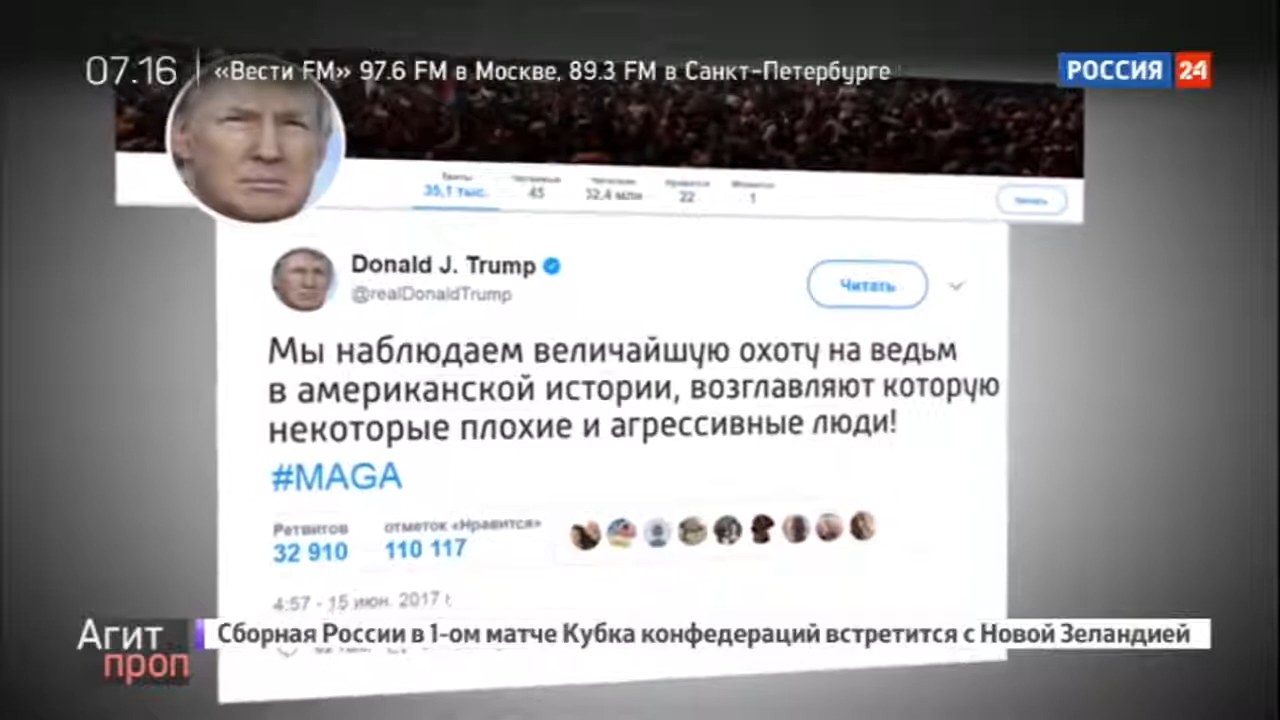 07.16 «Вести FM» 97.6 FM в Москве, 89.3 FM в Санкт-Петербурге
РОССИЯ 24
35,1 тыс. 45 32,4 млн 22 1
Donald J. Trump
@realDonaldTrump
Читать
Мы наблюдаем величайшую охоту на ведьм
в американской истории, возглавляют которую
некоторые плохие и агрессивные люди!
#MAGA
Ретвитов отметок «Нравится»
32 910 110 117
4:57 - 15 июн. 2017 г.
Агит
проп
Сборная России в 1-ом матче Кубка конфедераций встретится с Новой Зеландией